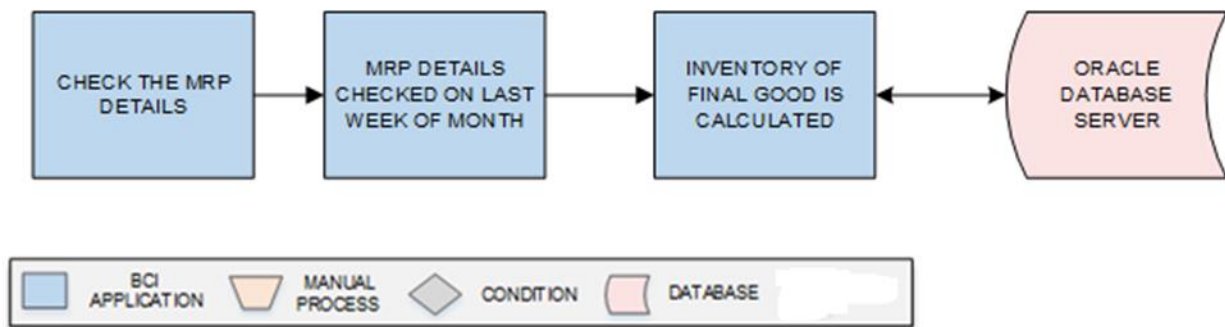 CHECK THE MRP
DETAILS
MRP DETAILS
CHECKED ON LAST
WEEK OF MONTH
INVENTORY OF
FINAL GOOD IS
CALCULATED
ORACLE
DATABASE
SERVER
BCI
APPLICATION
MANUAL
PROCESS
CONDITION
DATABASE